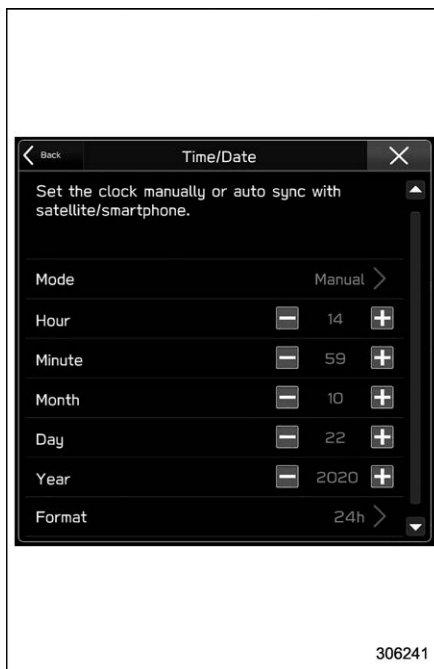 Back Time/Date
Set the clock manually or auto sync with
satellite/smartphone.
Mode Manual
Hour 14
Minute 59
Month 10
Day 22
Year 2020
Format 24h
306241